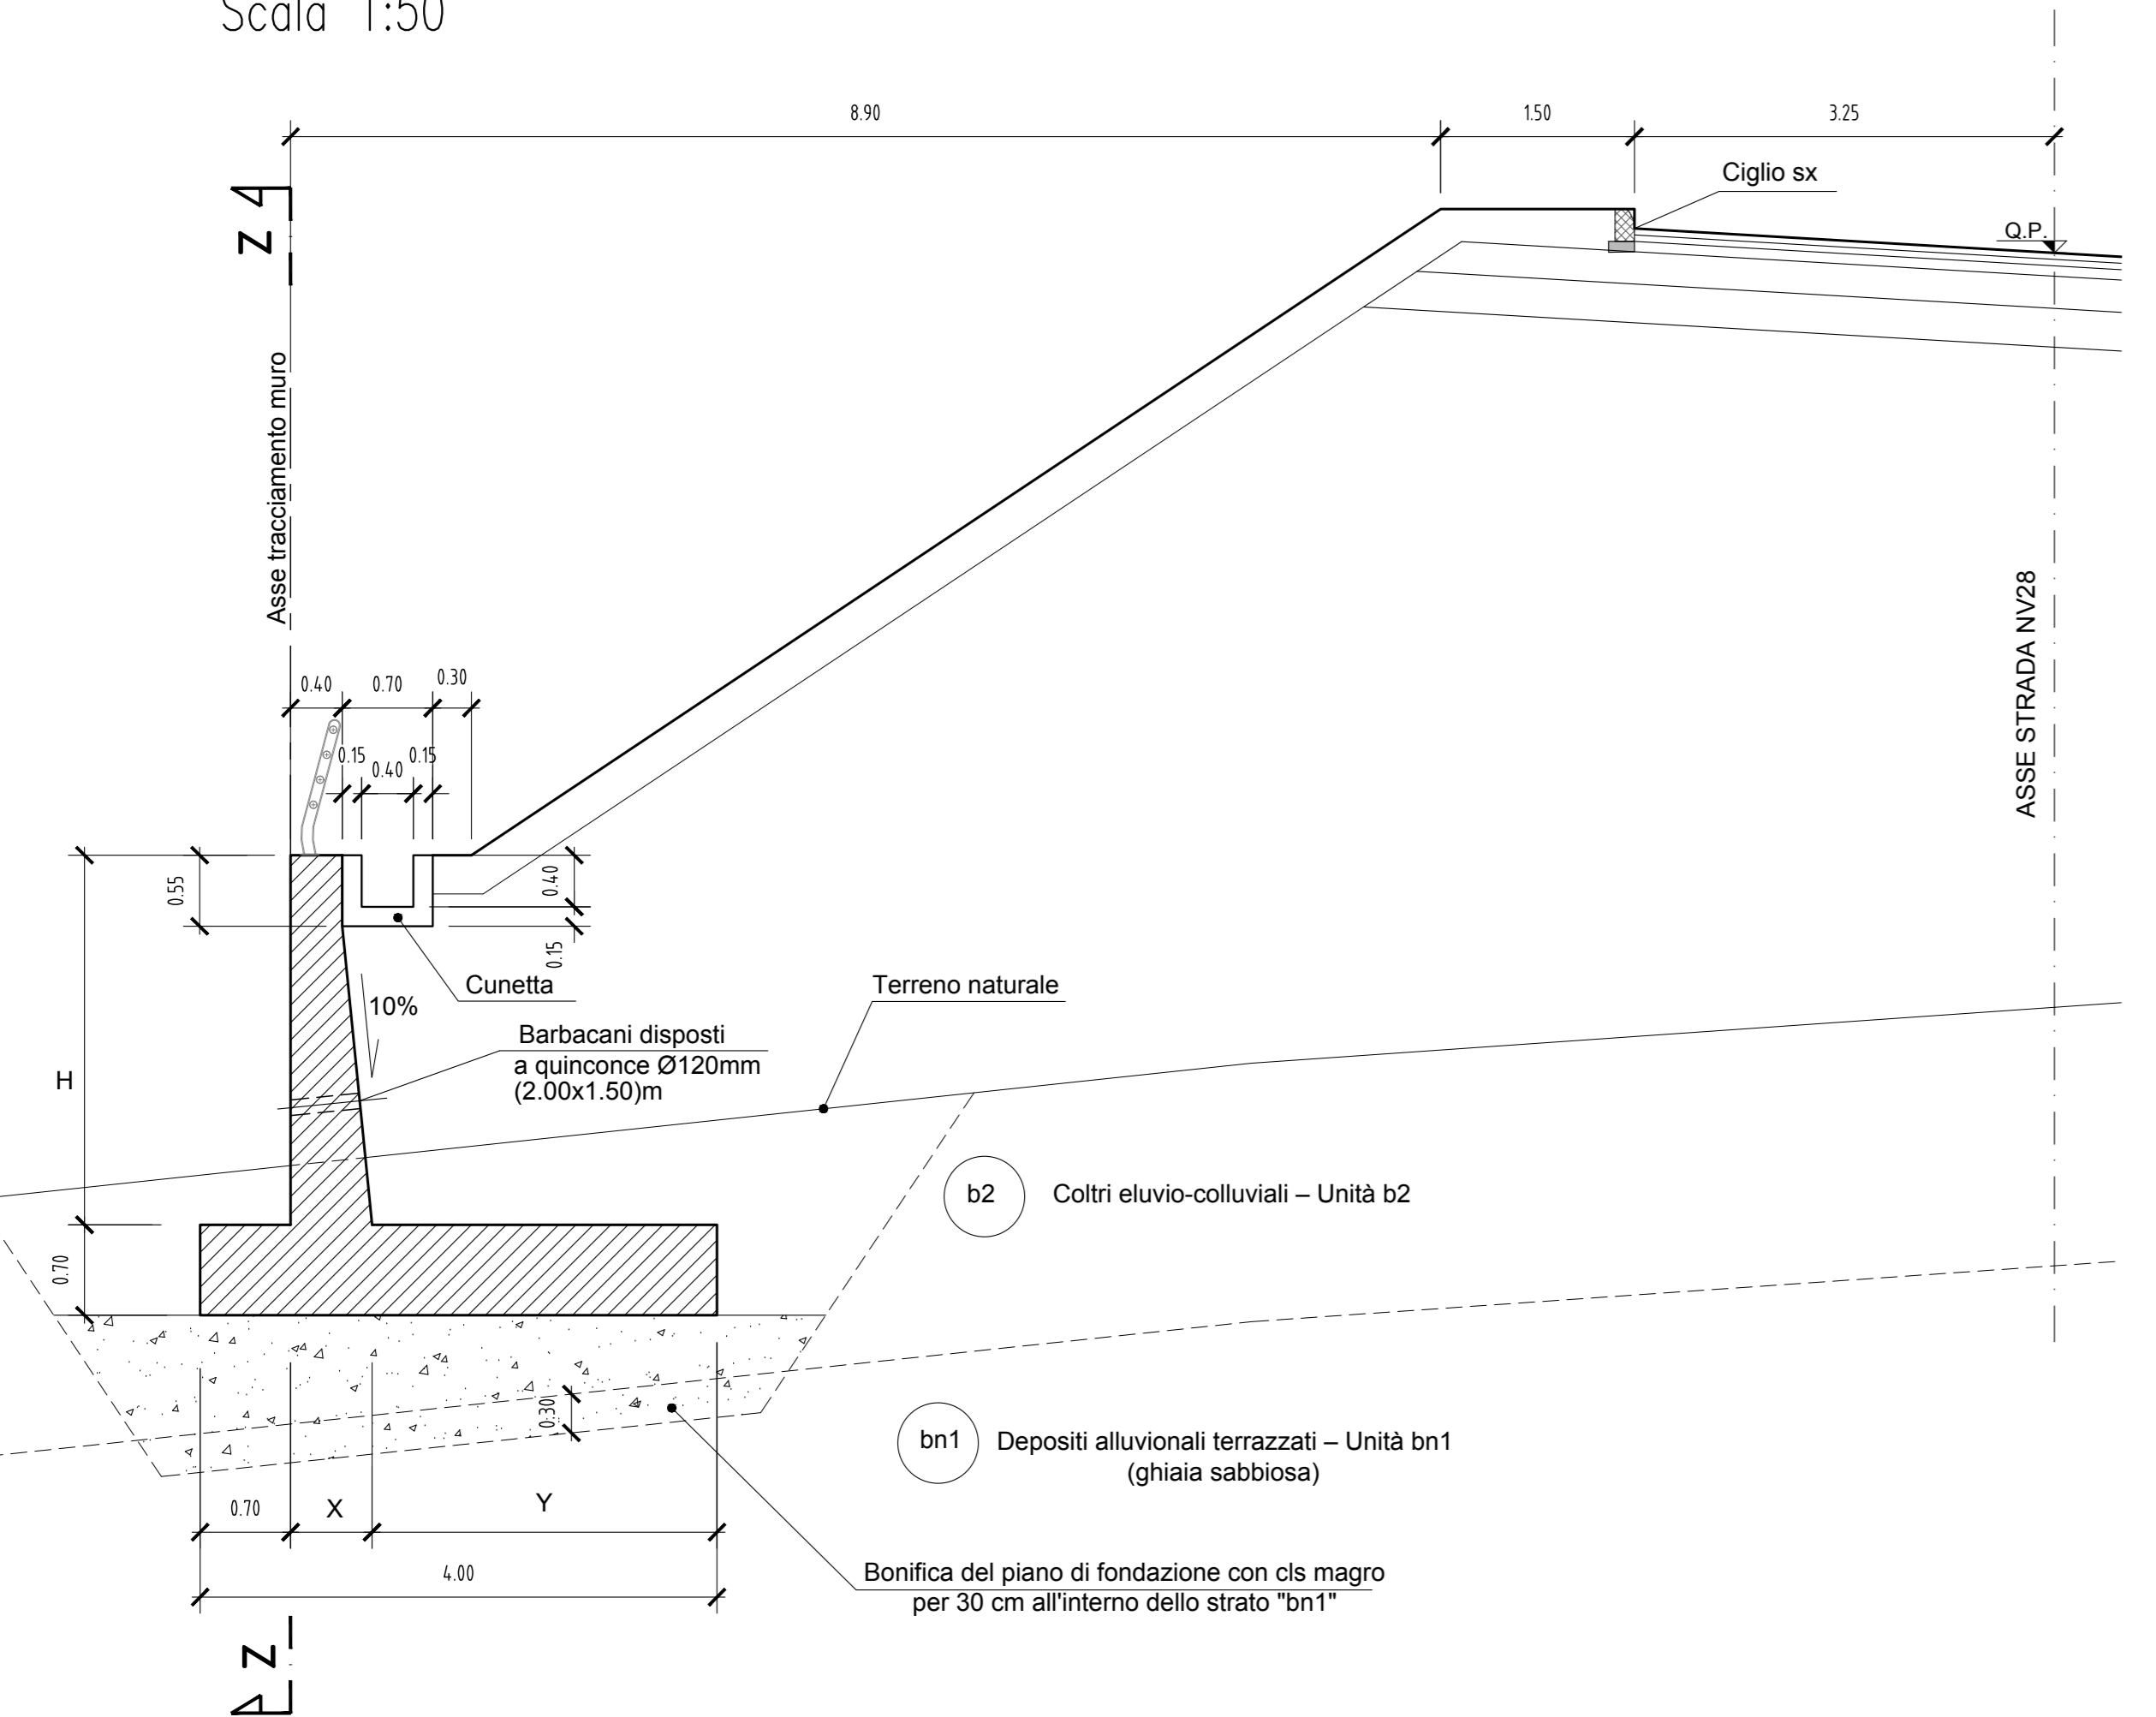 Scala 1:50
8.90
1.50
3.25
Ciglio sx
Z
Q.P.
Asse tracciamento muro
ASSE STRADA NV28
0.40
0.70
0.30
0.15
0.40
0.15
0.55
0.40
0.15
Cunetta
Terreno naturale
10%
Barbacani disposti
a quinconce Ø120mm
(2.00x1.50)m
H
b2
Coltri eluvio-colluviali – Unità b2
0.70
0.30
bn1
Depositi alluvionali terrazzati – Unità bn1
(ghiaia sabbiosa)
0.70
X
Y
4.00
Bonifica del piano di fondazione con cls magro
per 30 cm all'interno dello strato "bn1"
Z